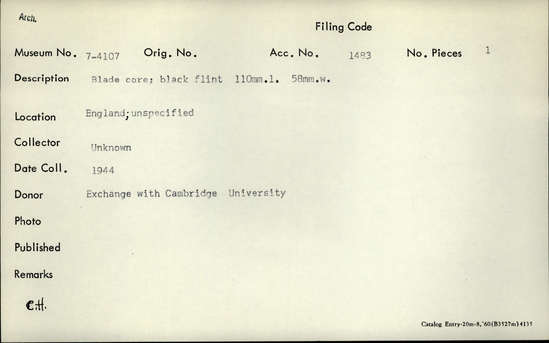 Arch.
Filing Code
Museum No. 7-4107 Orig. No. Acc. No. 1483 No. Pieces 1
Description Blade core; black flint 110mm.l. 58mm.w.
Location England;unspecified
Collector Unknown
Date Coll. 1944
Donor Exchange with Cambridge University
Photo
Published
Remarks
C.H.
Catalog Entry-20m-8,'60(B3527m)4135